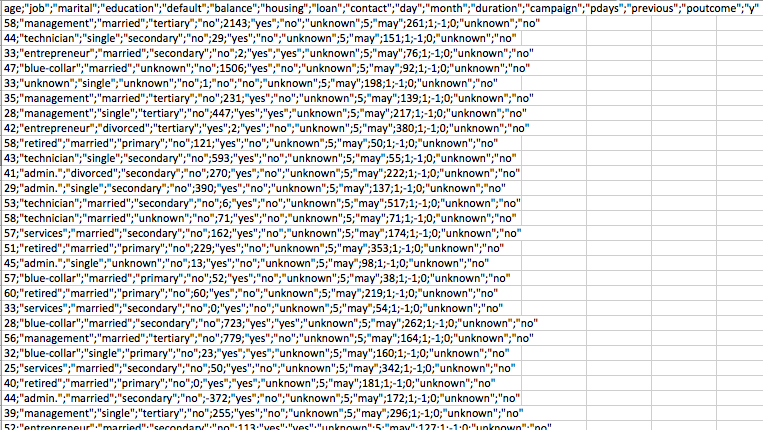 age;"job";"marital";"education";"default";"balance";"housing";"loan";"contact";"day";"month";"duration";"campaign";"pdays";"previous";"poutcome";"y"
58;"management";"married";"tertiary";"no";2143;"yes";"no";"unknown";5;"may";261;1;-1;0;"unknown";"no"
44;"technician";"single";"secondary";"no";29;"yes";"no";"unknown";5;"may";151;1;-1;0;"unknown";"no"
33;"entrepreneur";"married";"secondary";"no";2;"yes";"yes";"unknown";5;"may";76;1;-1;0;"unknown";"no"
47;"blue-collar";"married";"unknown";"no";1506;"yes";"no";"unknown";5;"may";92;1;-1;0;"unknown";"no"
33;"unknown";"single";"unknown";"no";1;"no";"no";"unknown";5;"may";198;1;-1;0;"unknown";"no"
35;"management";"married";"tertiary";"no";231;"yes";"no";"unknown";5;"may";139;1;-1;0;"unknown";"no"
28;"management";"single";"tertiary";"no";447;"yes";"yes";"unknown";5;"may";217;1;-1;0;"unknown";"no"
42;"entrepreneur";"divorced";"tertiary";"yes";2;"yes";"no";"unknown";5;"may";380;1;-1;0;"unknown";"no"
58;"retired";"married";"primary";"no";121;"yes";"no";"unknown";5;"may";50;1;-1;0;"unknown";"no"
43;"technician";"single";"secondary";"no";593;"yes";"no";"unknown";5;"may";55;1;-1;0;"unknown";"no"
41;"admin.";"divorced";"secondary";"no";270;"yes";"no";"unknown";5;"may";222;1;-1;0;"unknown";"no"
29;"admin.";"single";"secondary";"no";390;"yes";"no";"unknown";5;"may";137;1;-1;0;"unknown";"no"
53;"technician";"married";"secondary";"no";6;"yes";"no";"unknown";5;"may";517;1;-1;0;"unknown";"no"
58;"technician";"married";"unknown";"no";71;"yes";"no";"unknown";5;"may";71;1;-1;0;"unknown";"no"
57;"services";"married";"secondary";"no";162;"yes";"no";"unknown";5;"may";174;1;-1;0;"unknown";"no"
51;"retired";"married";"primary";"no";229;"yes";"no";"unknown";5;"may";353;1;-1;0;"unknown";"no"
45;"admin.";"single";"unknown";"no";13;"yes";"no";"unknown";5;"may";98;1;-1;0;"unknown";"no"
57;"blue-collar";"married";"primary";"no";52;"yes";"no";"unknown";5;"may";38;1;-1;0;"unknown";"no"
60;"retired";"married";"primary";"no";60;"yes";"no";"unknown";5;"may";219;1;-1;0;"unknown";"no"
33;"services";"married";"secondary";"no";0;"yes";"no";"unknown";5;"may";54;1;-1;0;"unknown";"no"
28;"blue-collar";"married";"secondary";"no";723;"yes";"yes";"unknown";5;"may";262;1;-1;0;"unknown";"no"
56;"management";"married";"tertiary";"no";779;"yes";"no";"unknown";5;"may";164;1;-1;0;"unknown";"no"
32;"blue-collar";"single";"primary";"no";23;"yes";"yes";"unknown";5;"may";160;1;-1;0;"unknown";"no"
25;"services";"married";"secondary";"no";50;"yes";"no";"unknown";5;"may";342;1;-1;0;"unknown";"no"
40;"retired";"married";"primary";"no";0;"yes";"yes";"unknown";5;"may";181;1;-1;0;"unknown";"no"
44;"admin.";"married";"secondary";"no";-372;"yes";"no";"unknown";5;"may";172;1;-1;0;"unknown";"no"
39;"management";"single";"tertiary";"no";255;"yes";"no";"unknown";5;"may";296;1;-1;0;"unknown";"no"
52;"entrepreneur";"married";"secondary";"no";113;"yes";"yes";"unknown";5;"may";127;1;-1;0;"unknown";"no"